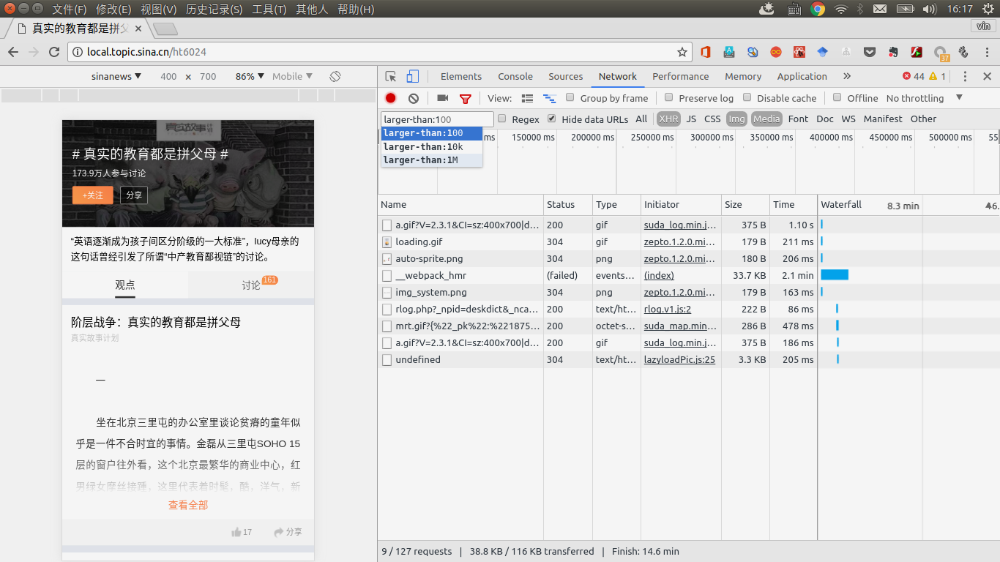 文件(F) 修改(E) 视图(V) 历史记录(S) 工具(T) 其他人 帮助(H) 16:17
真实的教育都是拼父 vin
local.topic.sina.cn/ht6024 37
sinanews ▼ 400 × 700 86% ▼ Mobile ▼
Elements Console Sources Network Performance Memory Application » 44 1
View: Group by frame Preserve log Disable cache Offline No throttling ▼
larger-than:100 Regex Hide data URLs All XHR JS CSS Img Media Font Doc WS Manifest Other
larger-than:100
larger-than:10k
larger-than:1M
ms 150000 ms 200000 ms 250000 ms 300000 ms 350000 ms 400000 ms 450000 ms 500000 ms 55
Name Status Type Initiator Size Time Waterfall 8.3 min 46.
a.gif?V=2.3.1&CI=sz:400x700|d… 200 gif suda_log.min.j… 375 B 1.10 s
loading.gif 304 gif zepto.1.2.0.mi… 179 B 211 ms
auto-sprite.png 304 png zepto.1.2.0.mi… 180 B 206 ms
__webpack_hmr (failed) events… (index) 33.7 KB 2.1 min
img_system.png 304 png zepto.1.2.0.mi… 179 B 163 ms
rlog.php?_npid=deskdict&_nca… 200 text/ht… rlog.v1.js:2 222 B 86 ms
mrt.gif?{%22_pk%22:%221875… 200 octet-s… suda_map.min… 286 B 478 ms
a.gif?V=2.3.1&CI=sz:400x700|d… 200 gif suda_log.min.j… 375 B 186 ms
undefined 304 text/ht… lazyloadPic.js:25 3.3 KB 205 ms
9 / 127 requests | 38.8 KB / 116 KB transferred | Finish: 14.6 min
真实故事
# 真实的教育都是拼父母 #
173.9万人参与讨论
+关注 分享
“英语逐渐成为孩子间区分阶级的一大标准”，lucy母亲的
这句话曾经引发了所谓“中产教育鄙视链”的讨论。
观点 讨论 161
阶层战争：真实的教育都是拼父母
真实故事计划
一
坐在北京三里屯的办公室里谈论贫瘠的童年似
乎是一件不合时宜的事情。金磊从三里屯SOHO 15
层的窗户往外看，这个北京最繁华的商业中心，红
男绿女摩丝接踵，这里代表着时髦，酷，洋气，新
查看全部
17 分享